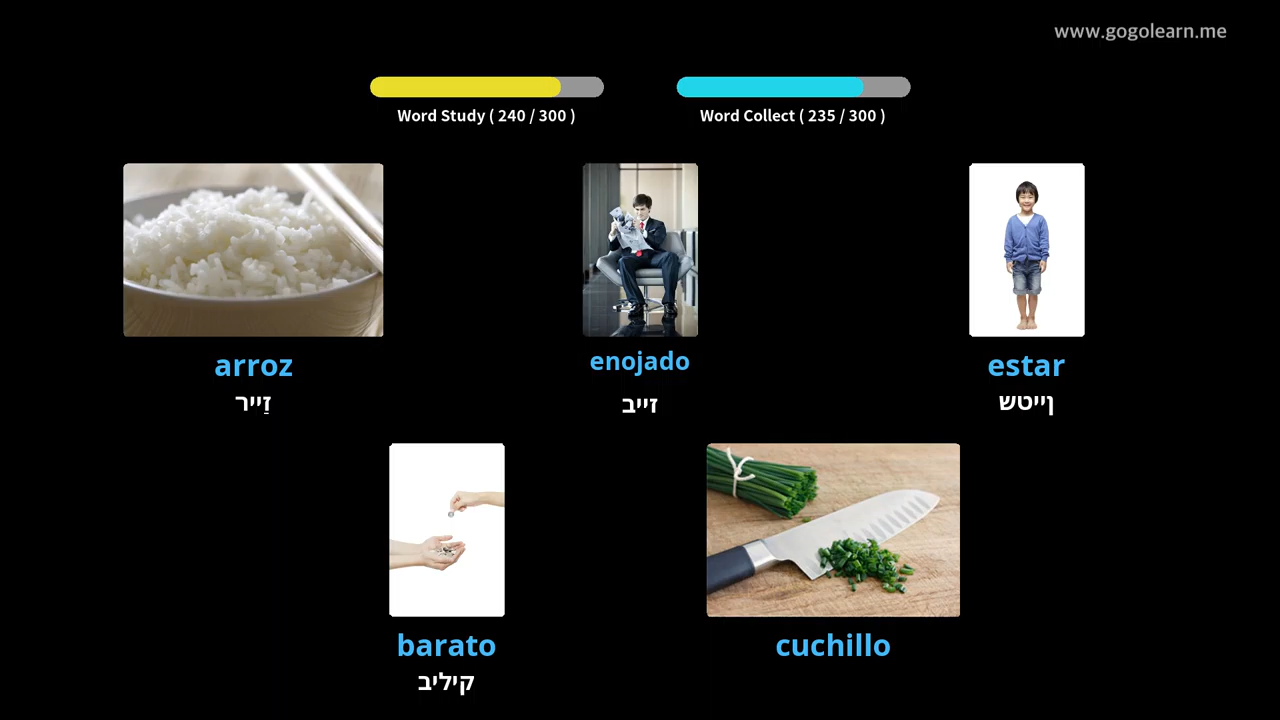 www.gogolearn.me
Word Study ( 240 / 300 )
Word Collect ( 235 / 300 )
arroz
זַייר
enojado
זייב
estar
ןייטש
barato
קיליב
cuchillo